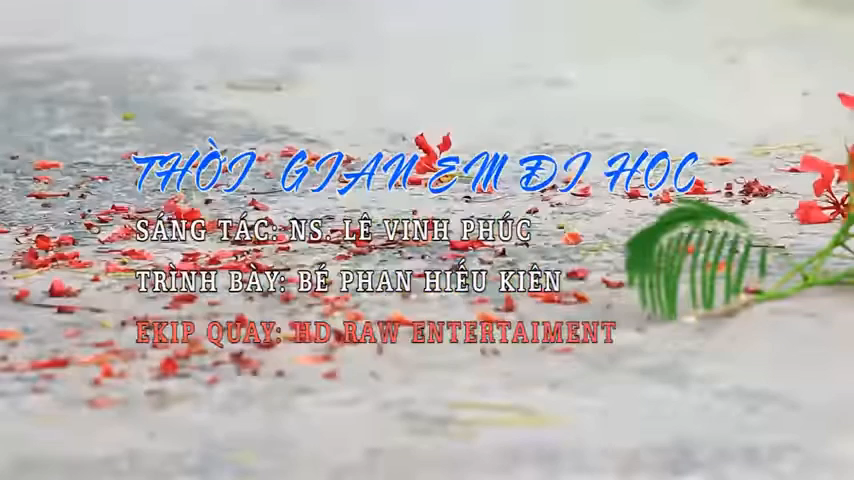 THỜI GIAN EM ĐI HỌC
SÁNG TÁC: NS. LÊ VINH PHÚC
TRÌNH BÀY: BÉ PHAN HIẾU KIÊN
EKIP QUAY: HD RAW ENTERTAIMENT